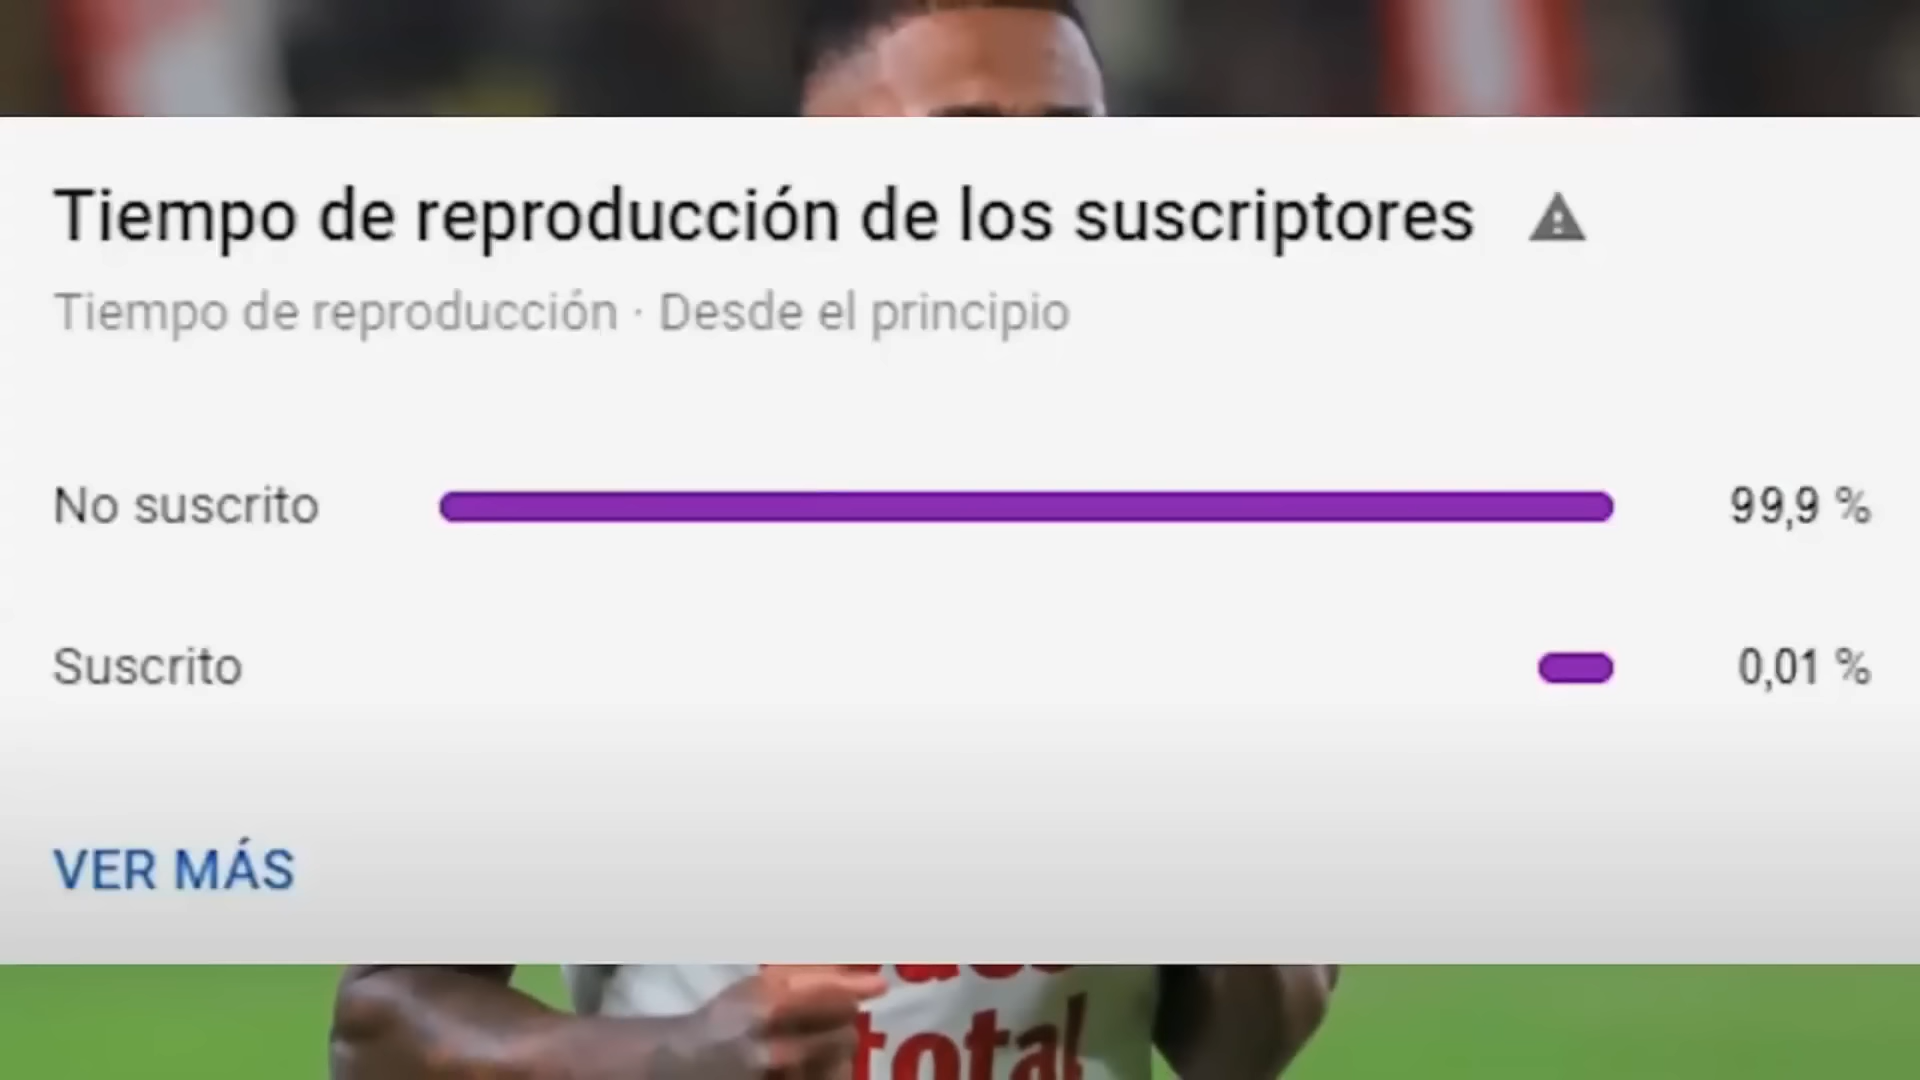 Tiempo de reproducción de los suscriptores
Tiempo de reproducción · Desde el principio
No suscrito 99,9 %
Suscrito 0,01 %
VER MÁS
total